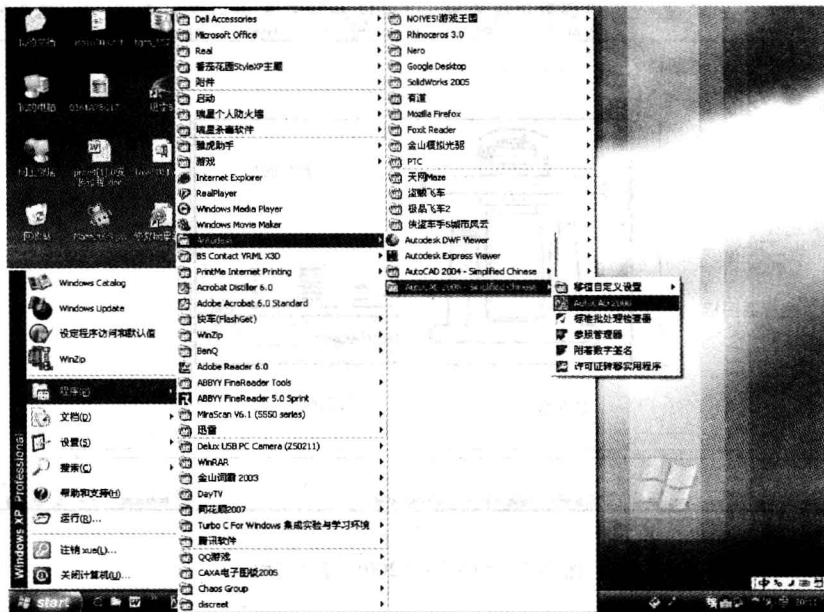 Dell Accessories
Microsoft Office
Real
番茄花园StyleXP主题
附件
启动
瑞星个人防火墙
瑞星杀毒软件
雅虎助手
游戏
Internet Explorer
RealPlayer
Windows Media Player
Windows Movie Maker
Autodesk
BS Contact VRML X3D
PrintMe Internet Printing
Acrobat Distiller 6.0
Adobe Acrobat 6.0 Standard
快车(FlashGet)
WinZip
BenQ
Adobe Reader 6.0
ABBYY FineReader Tools
ABBYY FineReader 5.0 Sprint
MiraScan V6.1 (5550 series)
迅雷
Delux USB PC Camera (ZS0211)
WinRAR
金山词霸 2003
DayTV
同花顺2007
Turbo C For Windows 集成实验与学习环境
腾讯软件
QQ游戏
CAXA电子图板2005
Chaos Group
discreet
NOIYES!游戏王国
Rhinoceros 3.0
Nero
Google Desktop
SolidWorks 2005
有道
Mozilla Firefox
Foxit Reader
金山模拟光驱
PTC
天网Maze
盗贼飞车
极品飞车2
侠盗车手5城市风云
Autodesk DWF Viewer
Autodesk Express Viewer
AutoCAD 2004 - Simplified Chinese
AutoCAD 2006 - Simplified Chinese
移植自定义设置
AutoCAD 2006
标准批处理检查器
参照管理器
附着数字签名
许可证转移实用程序
Windows Catalog
Windows Update
设定程序访问和默认值
WinZip
程序(P)
文档(D)
设置(S)
搜索(C)
帮助和支持(H)
运行(R)...
注销 xue(L)...
关闭计算机(U)...
Windows XP Professional
start